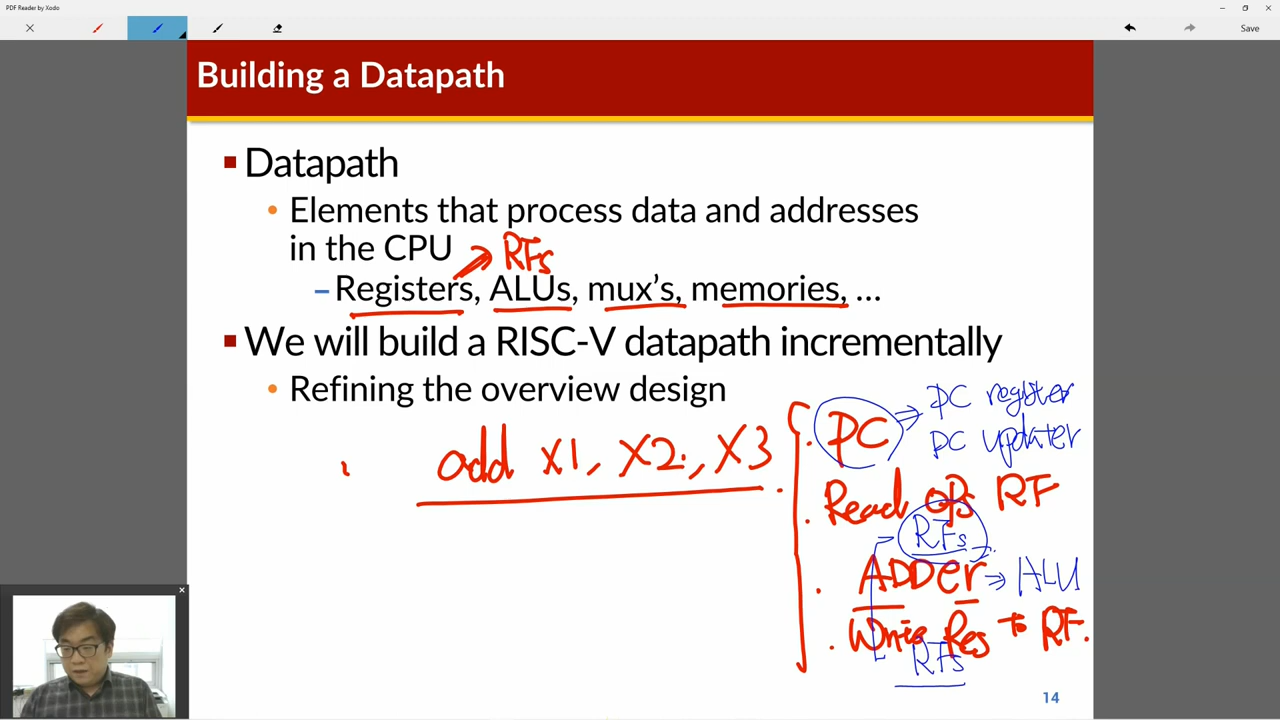 PDF Reader by Xodo
Save
Building a Datapath
▪ Datapath
• Elements that process data and addresses
in the CPU
RFs
– Registers, ALUs, mux's, memories, ...
▪ We will build a RISC-V datapath incrementally
• Refining the overview design
add X1, X2, X3
PC
PC register
PC updater
Read ops RF
RFs
ADDer ⇒ ALU
Write Res to RF.
RFs
14